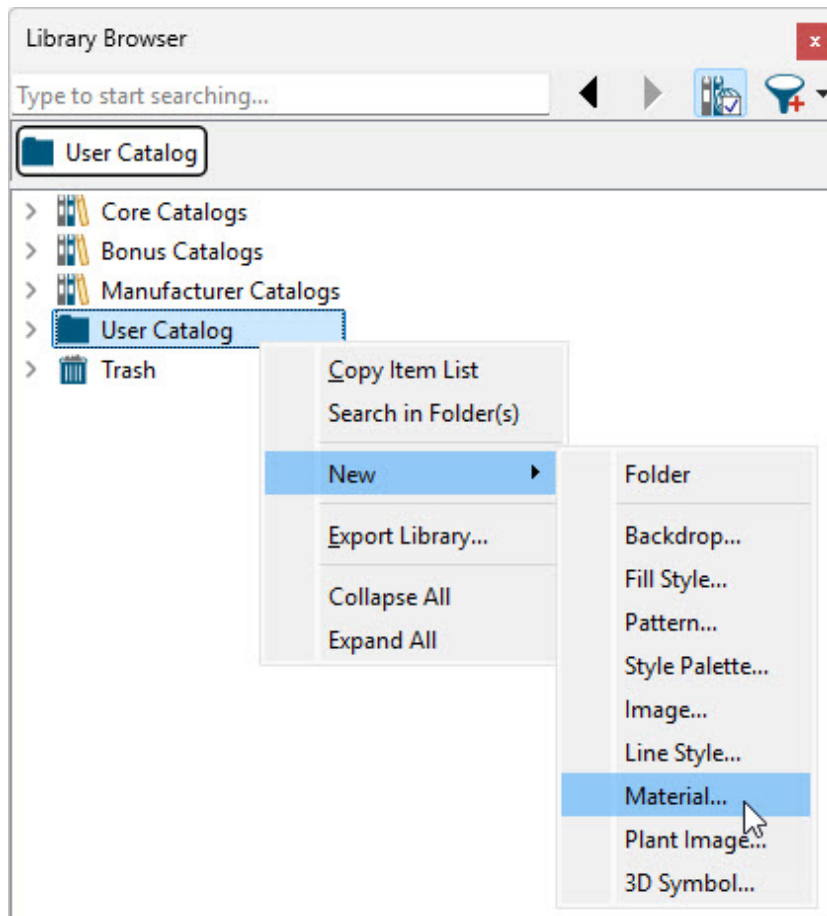 Library Browser
x
Type to start searching...
User Catalog
Core Catalogs
Bonus Catalogs
Manufacturer Catalogs
User Catalog
Trash
Copy Item List
Search in Folder(s)
New
Export Library...
Collapse All
Expand All
Folder
Backdrop...
Fill Style...
Pattern...
Style Palette...
Image...
Line Style...
Material...
Plant Image...
3D Symbol...